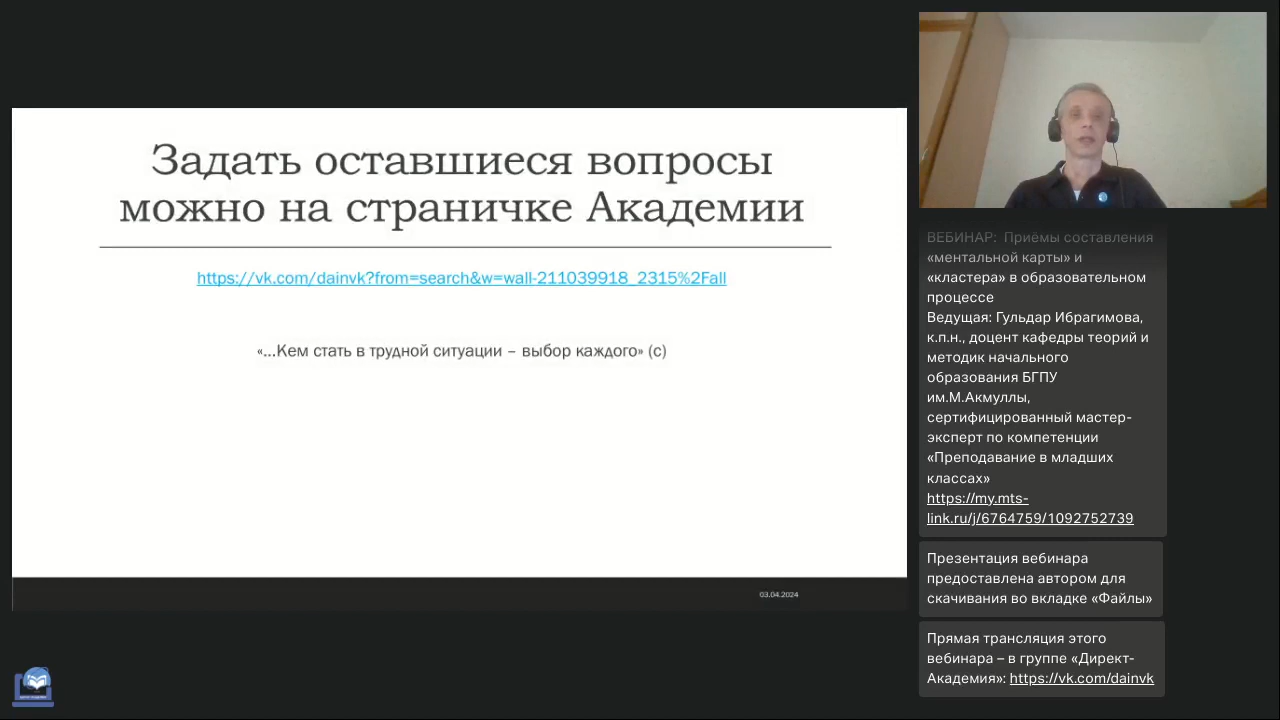 Задать оставшиеся вопросы
можно на страничке Академии
https://vk.com/dainvk?from=search&w=wall-211039918_2315%2Fall
«...Кем стать в трудной ситуации – выбор каждого» (с)
03.04.2024
ВЕБИНАР: Приёмы составления
«ментальной карты» и
«кластера» в образовательном
процессе
Ведущая: Гульдар Ибрагимова,
к.п.н., доцент кафедры теорий и
методик начального
образования БГПУ
им.М.Акмуллы,
сертифицированный мастер-
эксперт по компетенции
«Преподавание в младших
классах»
https://my.mts-
link.ru/j/6764759/1092752739
Презентация вебинара
предоставлена автором для
скачивания во вкладке «Файлы»
Прямая трансляция этого
вебинара – в группе «Директ-
Академия»: https://vk.com/dainvk